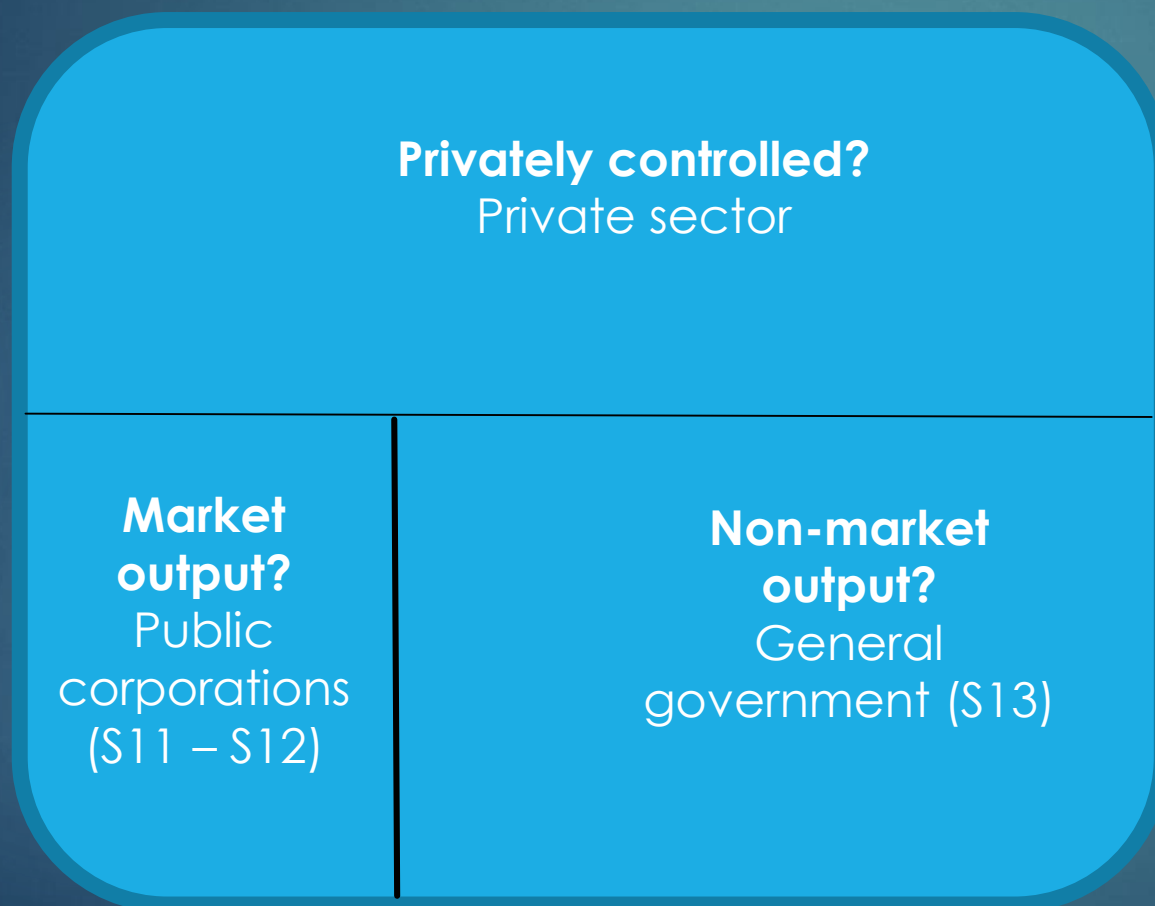 Privately controlled?
Private sector
Market
output?
Public
corporations
(S11 – S12)
Non-market
output?
General
government (S13)